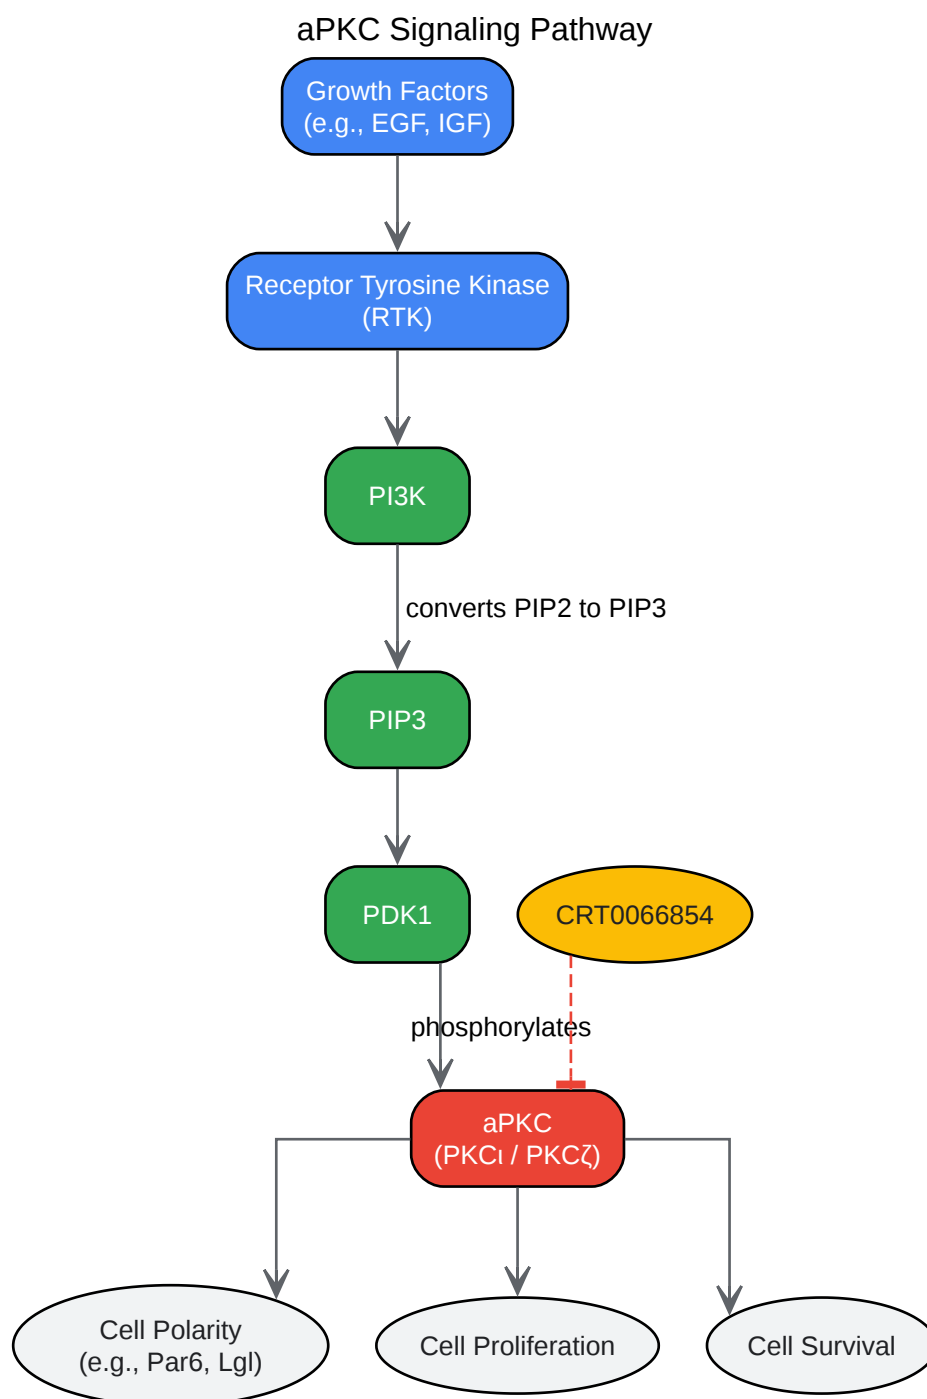 aPKC Signaling Pathway
Growth Factors
(e.g., EGF, IGF)
Receptor Tyrosine Kinase
(RTK)
PI3K
converts PIP2 to PIP3
PIP3
PDK1
CRT0066854
phosphorylates
aPKC
(PKCι / PKCζ)
Cell Polarity
(e.g., Par6, Lgl)
Cell Proliferation
Cell Survival